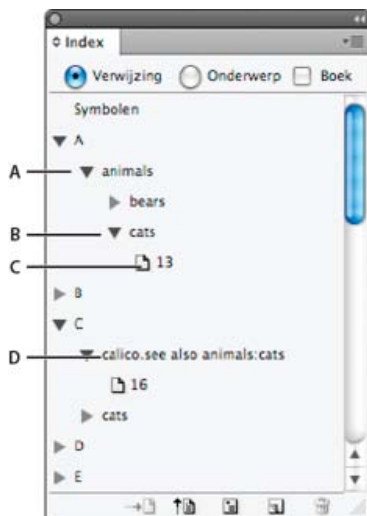 Index
Verwijzing Onderwerp Boek
Symbolen
A
A animals
bears
B cats
C 13
B
C
D calico.see also animals:cats
16
cats
D
E